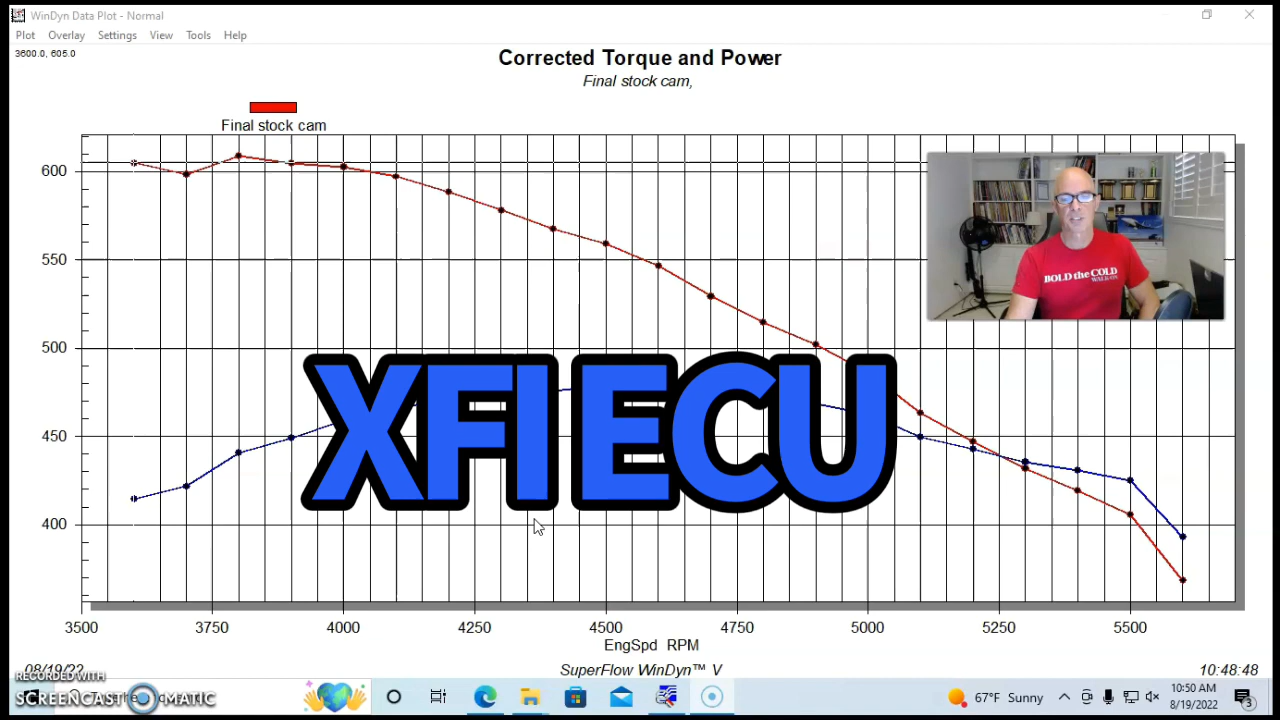 WinDyn Data Plot - Normal
Plot Overlay Settings View Tools Help
3600.0, 605.0
Corrected Torque and Power
Final stock cam,
Final stock cam
600
550
500
450
400
BOLD the COLD
XFI ECU
3500 3750 4000 4250 4500 4750 5000 5250 5500
EngSpd RPM
08/19/22 SuperFlow WinDyn™ V 10:48:48
RECORDED WITH
SCREENCAST MATIC
67°F Sunny
10:50 AM
8/19/2022
3